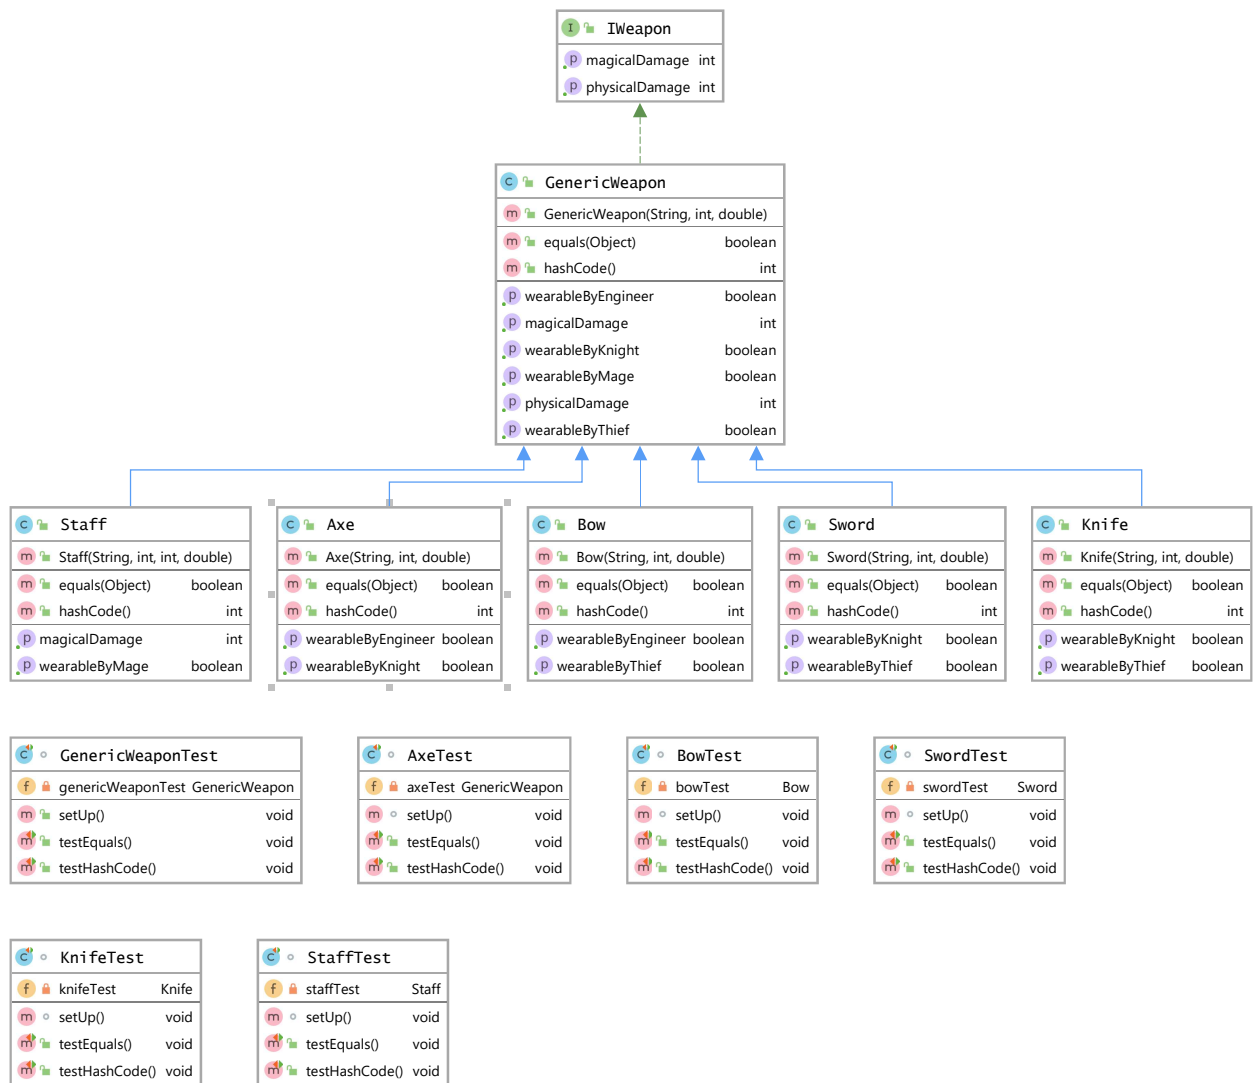 IWeapon
magicalDamage int
physicalDamage int
GenericWeapon
GenericWeapon(String, int, double)
equals(Object) boolean
hashCode() int
wearableByEngineer boolean
magicalDamage int
wearableByKnight boolean
wearableByMage boolean
physicalDamage int
wearableByThief boolean
Staff
Staff(String, int, int, double)
equals(Object) boolean
hashCode() int
magicalDamage int
wearableByMage boolean
Axe
Axe(String, int, double)
equals(Object) boolean
hashCode() int
wearableByEngineer boolean
wearableByKnight boolean
Bow
Bow(String, int, double)
equals(Object) boolean
hashCode() int
wearableByEngineer boolean
wearableByThief boolean
Sword
Sword(String, int, double)
equals(Object) boolean
hashCode() int
wearableByKnight boolean
wearableByThief boolean
Knife
Knife(String, int, double)
equals(Object) boolean
hashCode() int
wearableByKnight boolean
wearableByThief boolean
GenericWeaponTest
genericWeaponTest GenericWeapon
setUp() void
testEquals() void
testHashCode() void
AxeTest
axeTest GenericWeapon
setUp() void
testEquals() void
testHashCode() void
BowTest
bowTest Bow
setUp() void
testEquals() void
testHashCode() void
SwordTest
swordTest Sword
setUp() void
testEquals() void
testHashCode() void
KnifeTest
knifeTest Knife
setUp() void
testEquals() void
testHashCode() void
StaffTest
staffTest Staff
setUp() void
testEquals() void
testHashCode() void